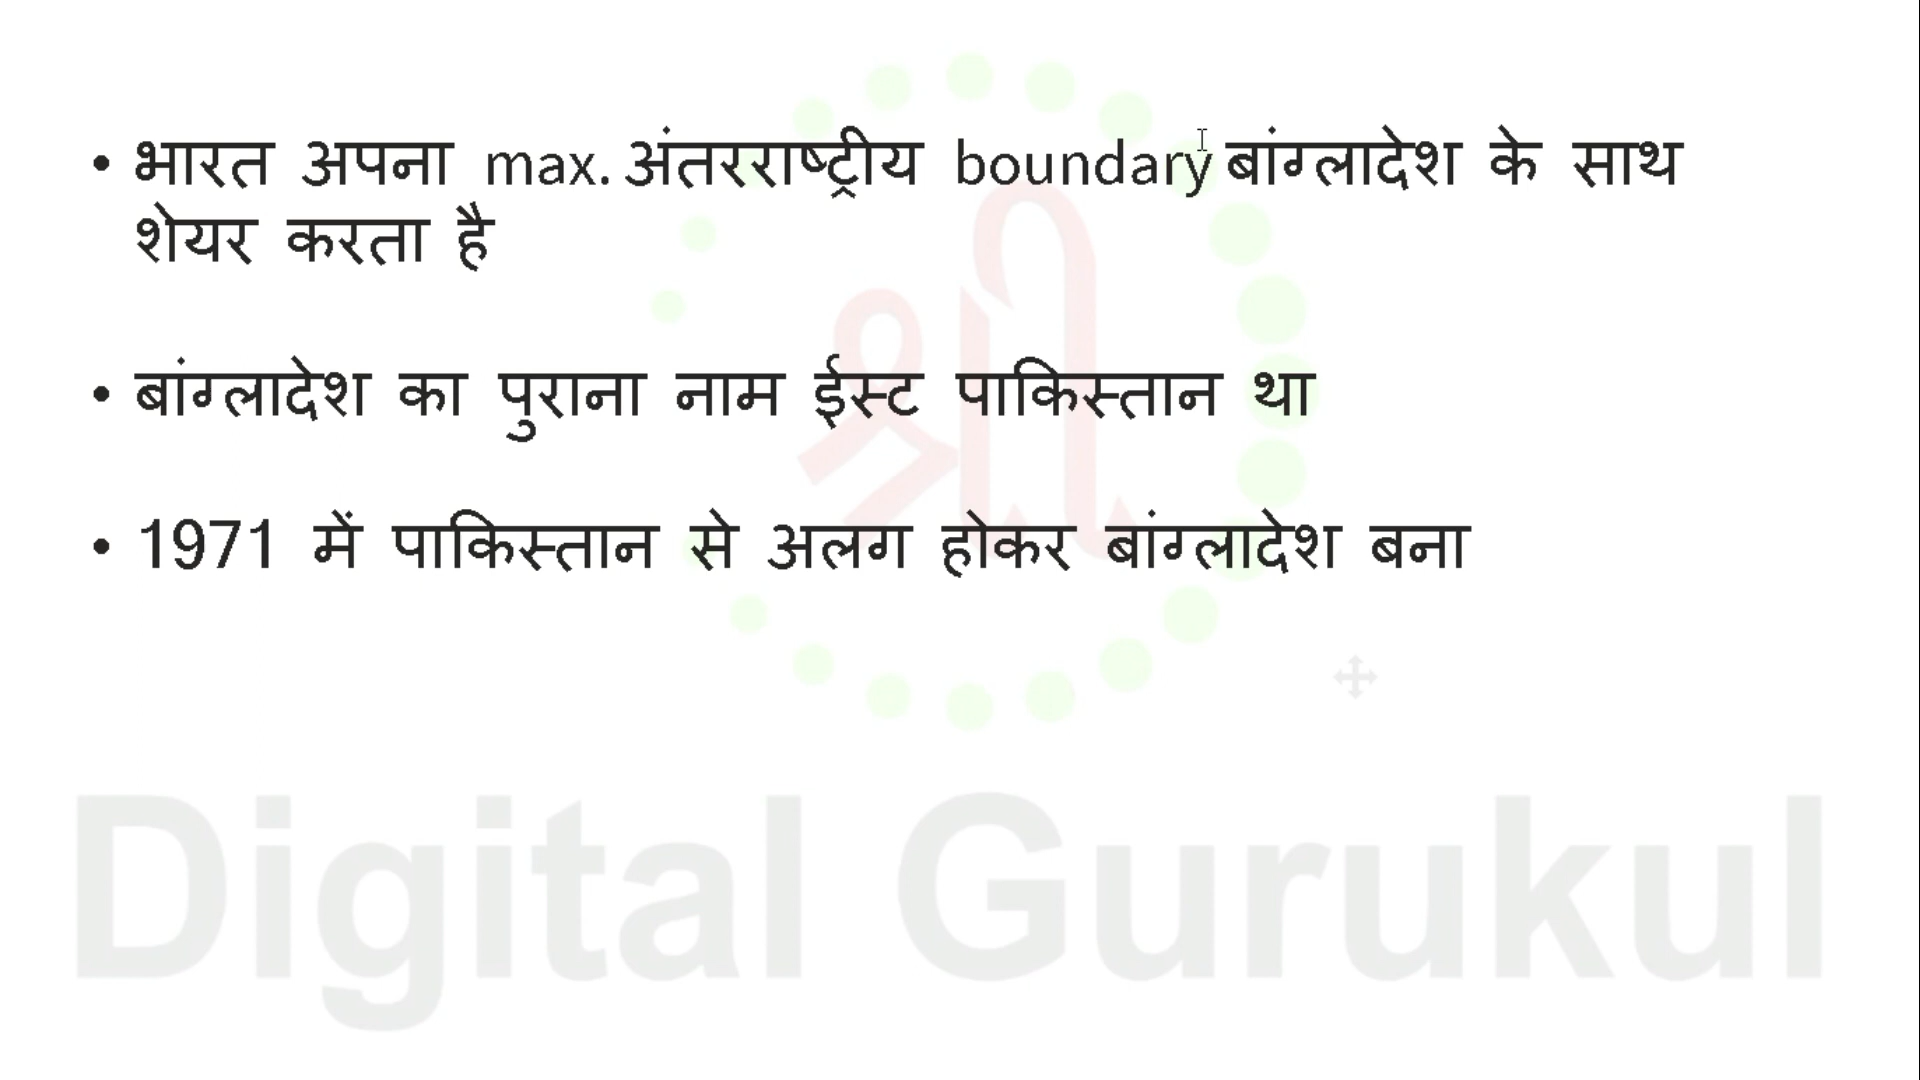 • भारत अपना max. अंतरराष्ट्रीय boundary बांग्लादेश के साथ
शेयर करता है
• बांग्लादेश का पुराना नाम ईस्ट पाकिस्तान था
• 1971 में पाकिस्तान से अलग होकर बांग्लादेश बना
श्री
Digital Gurukul